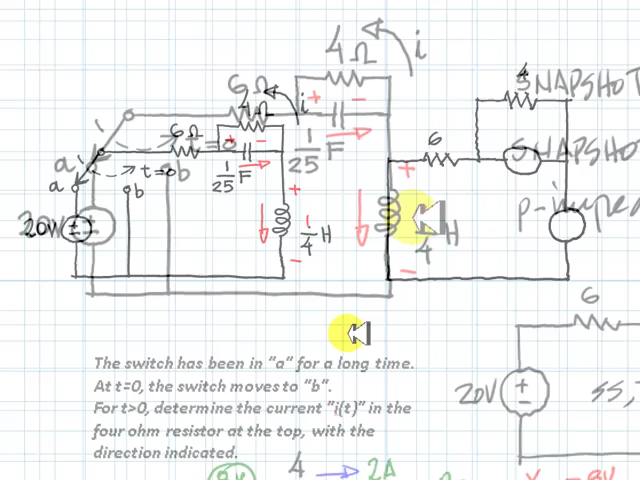 4Ω i
6Ω 4Ω i + − 4 SNAPSHOT
6Ω + − 1/25 F 6 SNAPSHOT
a t=0 b 1/25 F +
a t=0 b +
20V 1/4 H 1/4 H
− −
6
The switch has been in "a" for a long time.
At t=0, the switch moves to "b".
For t>0, determine the current "i(t)" in the
four ohm resistor at the top, with the
direction indicated.
20V + −
4 → 2A